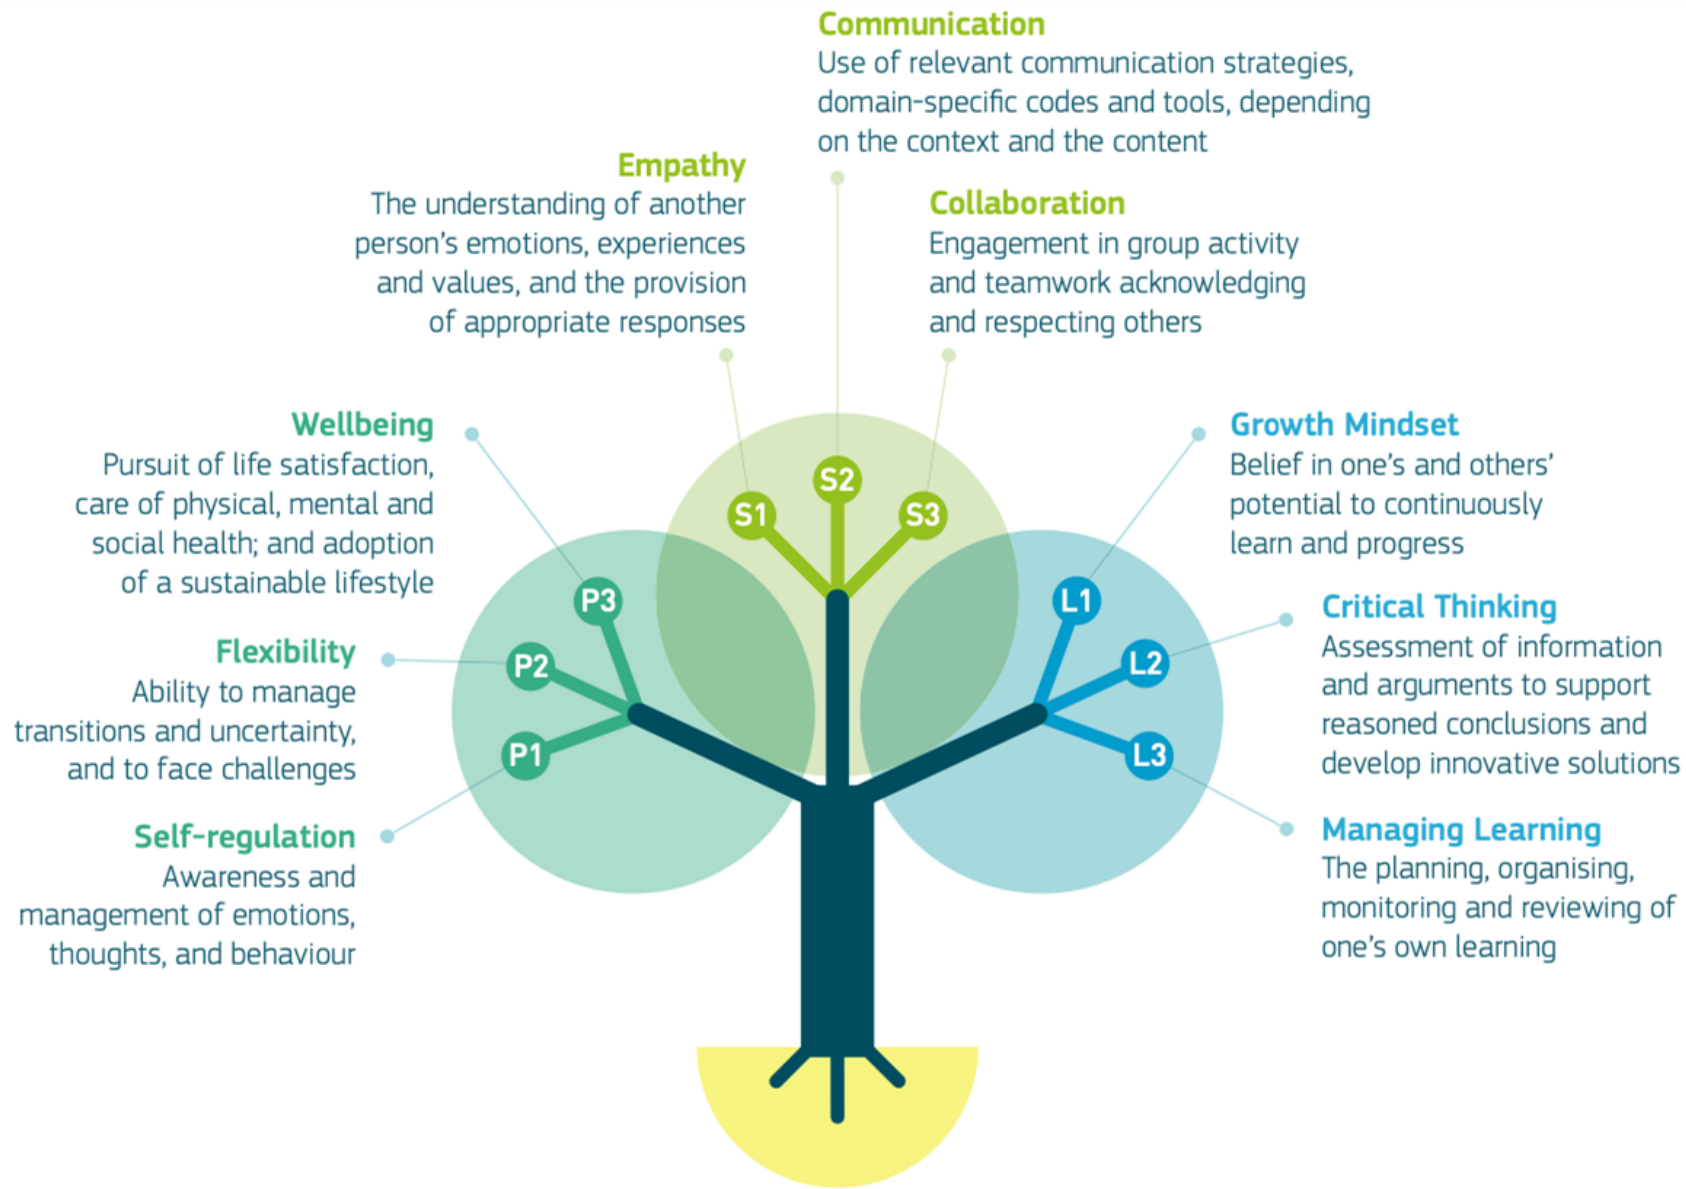 Communication
Use of relevant communication strategies,
domain-specific codes and tools, depending
on the context and the content
Empathy
The understanding of another
person's emotions, experiences
and values, and the provision
of appropriate responses
Collaboration
Engagement in group activity
and teamwork acknowledging
and respecting others
Wellbeing
Pursuit of life satisfaction,
care of physical, mental and
social health; and adoption
of a sustainable lifestyle
Flexibility
Ability to manage
transitions and uncertainty,
and to face challenges
Self-regulation
Awareness and
management of emotions,
thoughts, and behaviour
P3
P2
P1
S1
S2
S3
L1
L2
L3
Growth Mindset
Belief in one's and others'
potential to continuously
learn and progress
Critical Thinking
Assessment of information
and arguments to support
reasoned conclusions and
develop innovative solutions
Managing Learning
The planning, organising,
monitoring and reviewing of
one's own learning